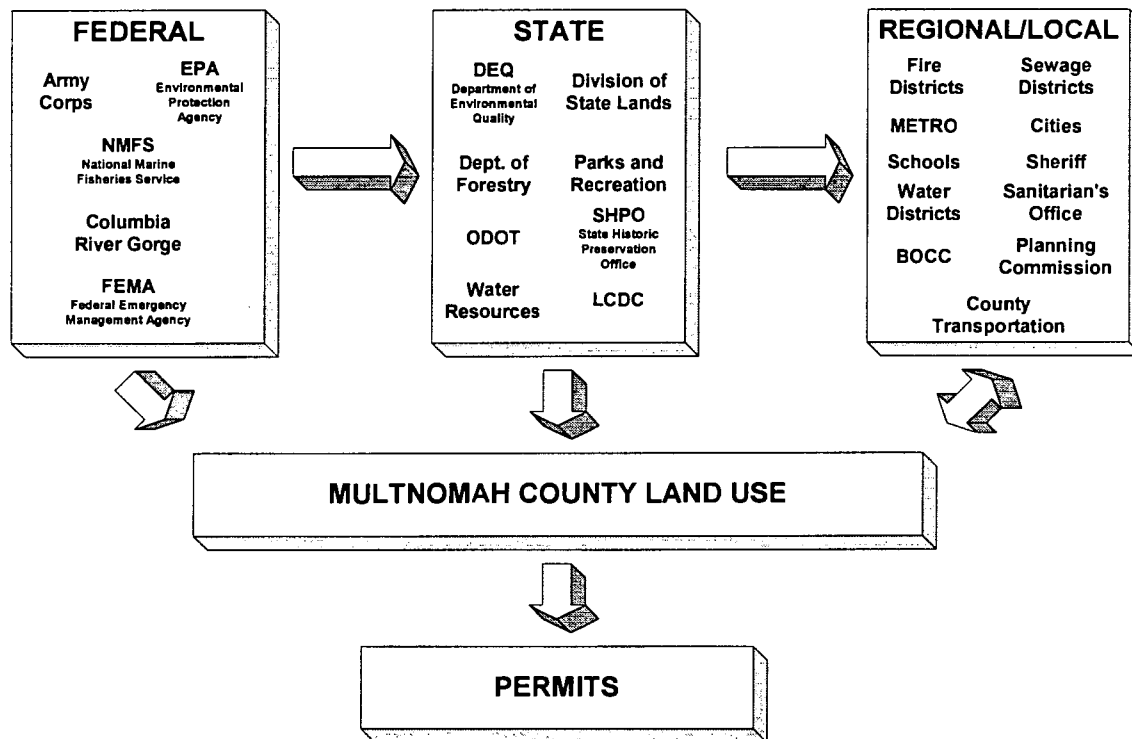 FEDERAL
Army
Corps
EPA
Environmental
Protection
Agency
NMFS
National Marine
Fisheries Service
Columbia
River Gorge
FEMA
Federal Emergency
Management Agency
STATE
DEQ
Department of
Environmental
Quality
Division of
State Lands
Dept. of
Forestry
Parks and
Recreation
ODOT
SHPO
State Historic
Preservation
Office
Water
Resources
LCDC
REGIONAL/LOCAL
Fire
Districts
Sewage
Districts
METRO
Cities
Schools
Sheriff
Water
Districts
Sanitarian's
Office
BOCC
Planning
Commission
County
Transportation
MULTNOMAH COUNTY LAND USE
PERMITS